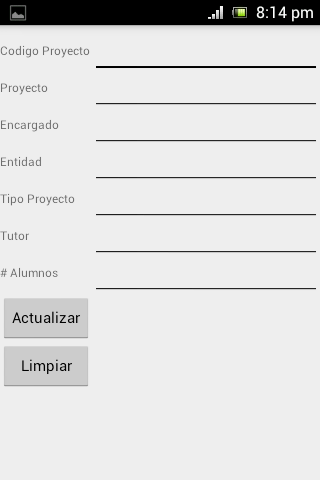 8:14 pm
Codigo Proyecto
Proyecto
Encargado
Entidad
Tipo Proyecto
Tutor
# Alumnos
Actualizar
Limpiar